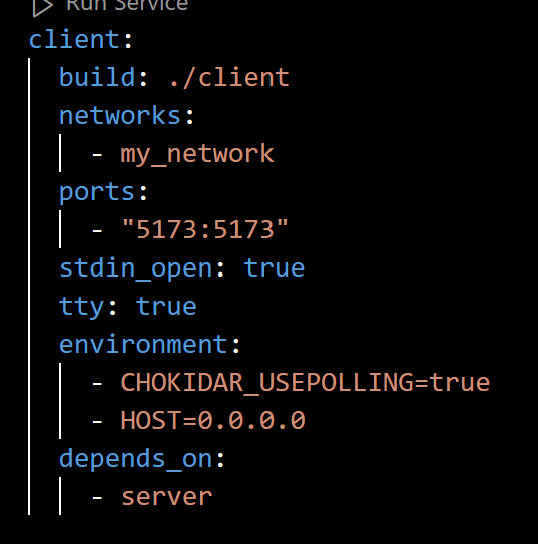 Run Service
client:
build: ./client
networks:
- my_network
ports:
- "5173:5173"
stdin_open: true
tty: true
environment:
- CHOKIDAR_USEPOLLING=true
- HOST=0.0.0.0
depends_on:
- server